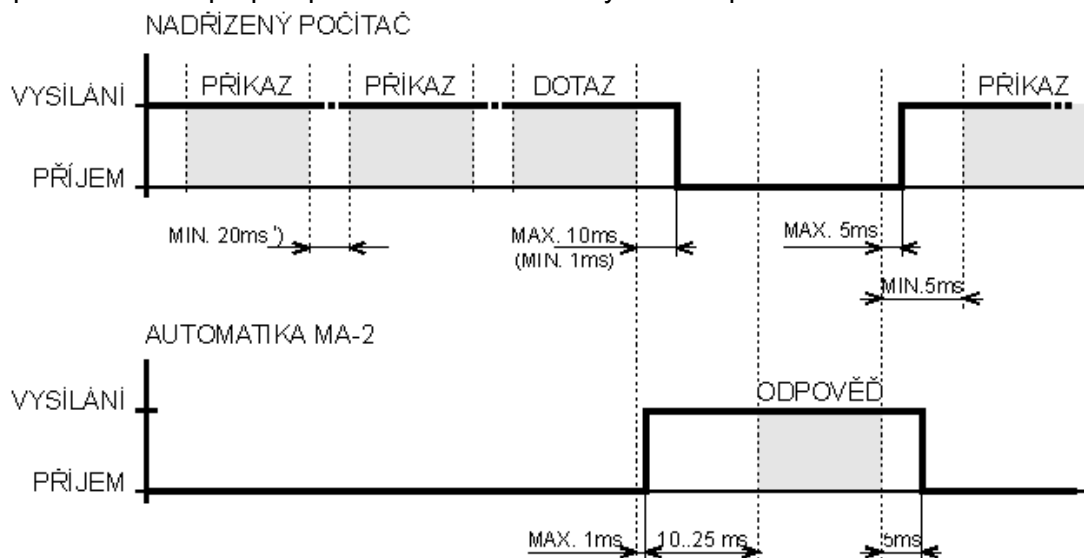 NADŘÍZENÝ POČÍTAČ
PŘÍKAZ PŘÍKAZ DOTAZ PŘÍKAZ
VYSÍLÁNÍ
PŘÍJEM
MIN. 20ms') MAX. 10ms MAX. 5ms
(MIN. 1ms)
MIN.5ms
AUTOMATIKA MA-2
ODPOVĚĎ
VYSÍLÁNÍ
PŘÍJEM
MAX. 1ms 10..25 ms 5ms